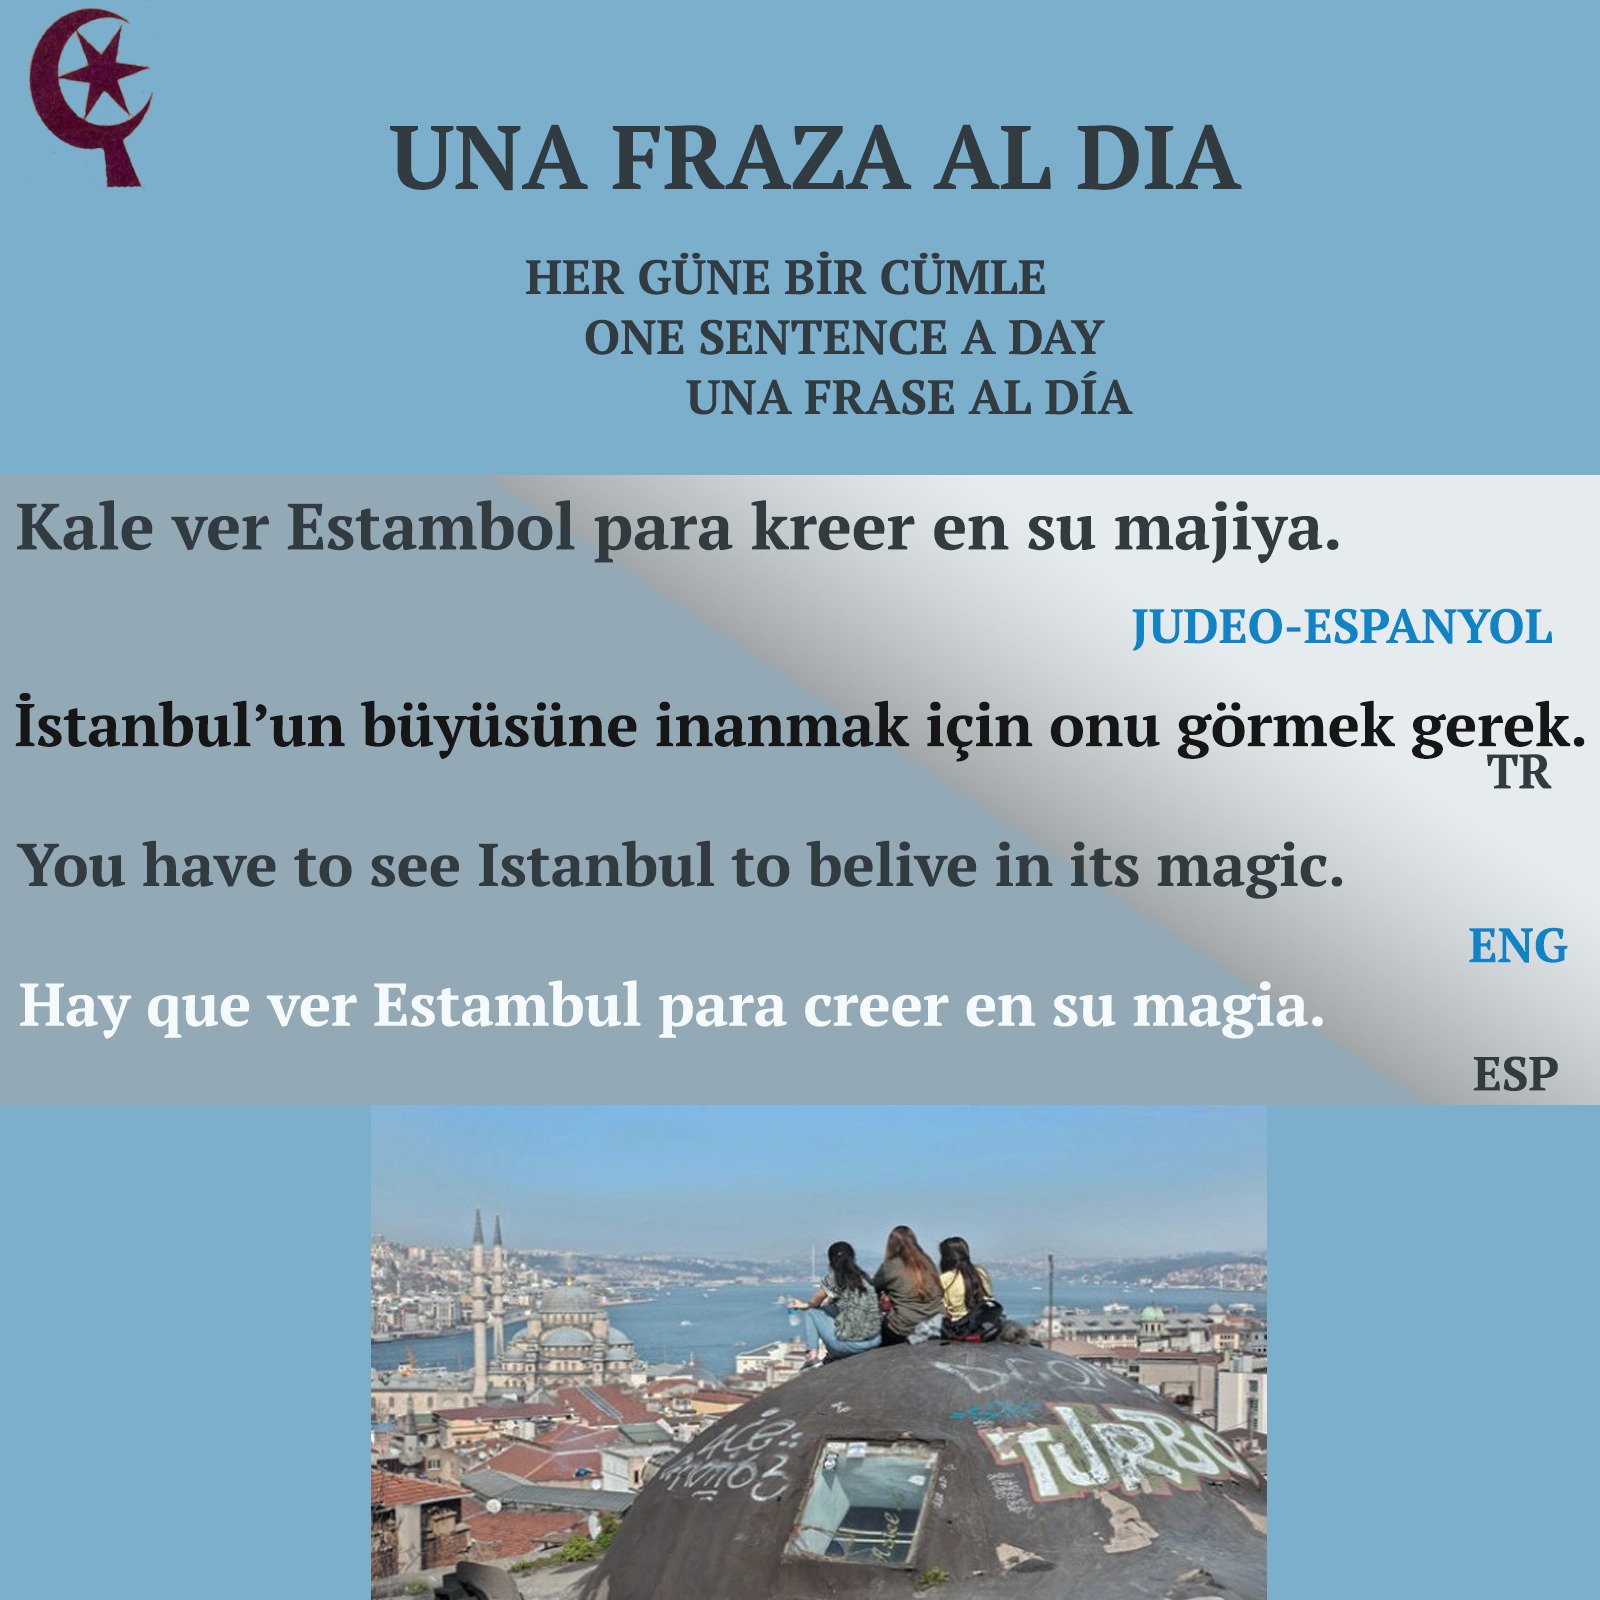 UNA FRAZA AL DIA
HER GÜNE BİR CÜMLE
ONE SENTENCE A DAY
UNA FRASE AL DÍA
Kale ver Estambol para kreer en su majiya.
JUDEO-ESPANYOL
İstanbul’un büyüsüne inanmak için onu görmek gerek.
TR
You have to see Istanbul to belive in its magic.
ENG
Hay que ver Estambul para creer en su magia.
ESP
TURBO